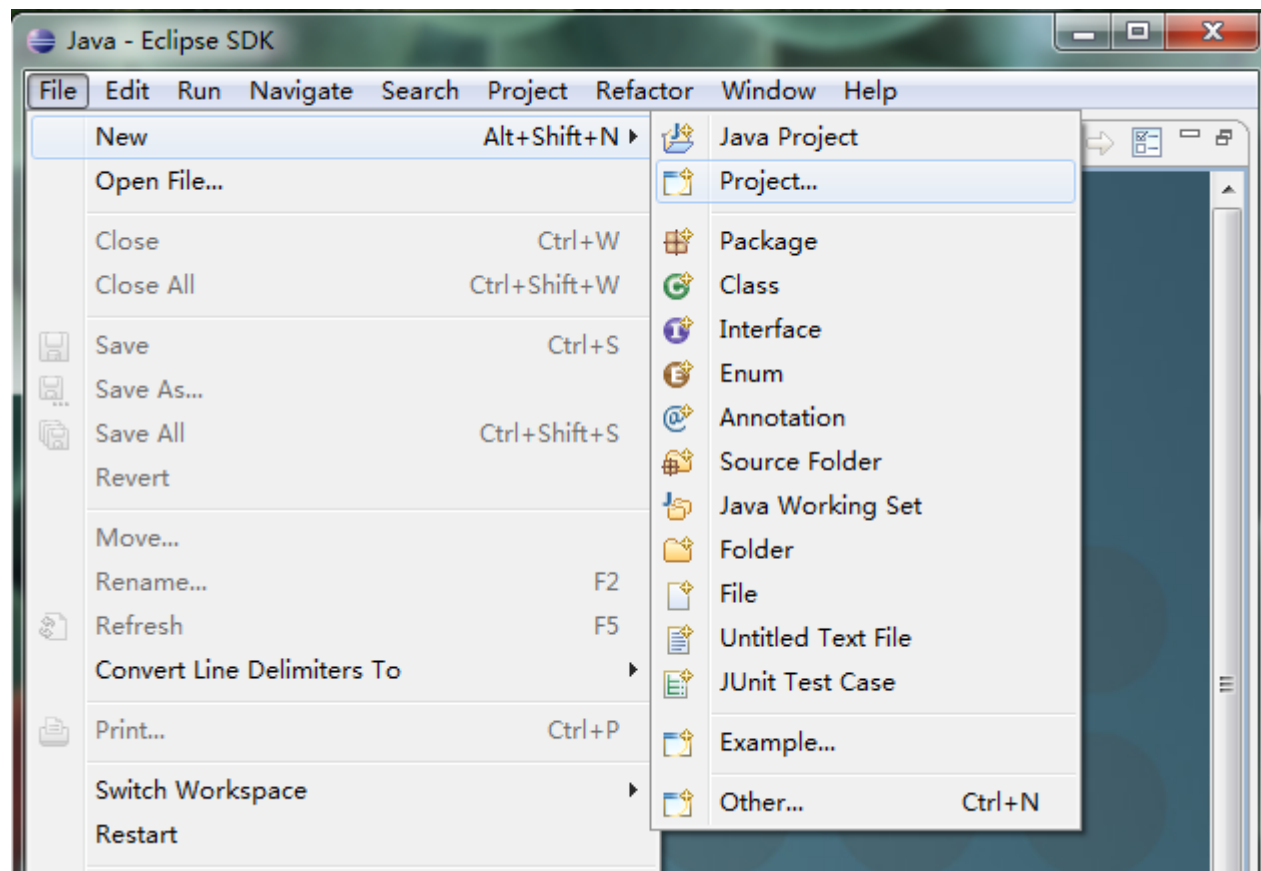 Java - Eclipse SDK
File Edit Run Navigate Search Project Refactor Window Help
New Alt+Shift+N
Open File...
Close Ctrl+W
Close All Ctrl+Shift+W
Save Ctrl+S
Save As...
Save All Ctrl+Shift+S
Revert
Move...
Rename... F2
Refresh F5
Convert Line Delimiters To
Print... Ctrl+P
Switch Workspace
Restart
Java Project
Project...
Package
Class
Interface
Enum
Annotation
Source Folder
Java Working Set
Folder
File
Untitled Text File
JUnit Test Case
Example...
Other... Ctrl+N